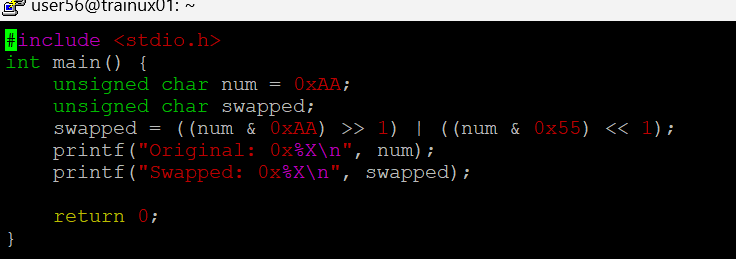 user56@trainux01: ~
#include <stdio.h>
int main() {
    unsigned char num = 0xAA;
    unsigned char swapped;
    swapped = ((num & 0xAA) >> 1) | ((num & 0x55) << 1);
    printf("Original: 0x%X\n", num);
    printf("Swapped: 0x%X\n", swapped);

    return 0;
}